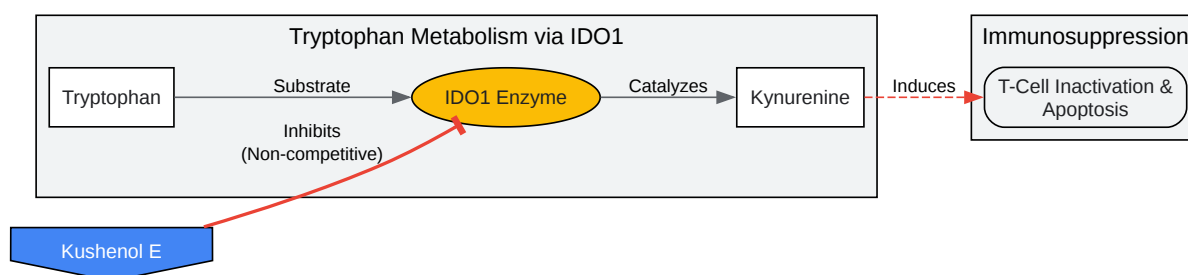 Tryptophan Metabolism via IDO1
Immunosuppression
Tryptophan
Substrate
IDO1 Enzyme
Catalyzes
Kynurenine
Induces
T-Cell Inactivation &
Apoptosis
Inhibits
(Non-competitive)
Kushenol E